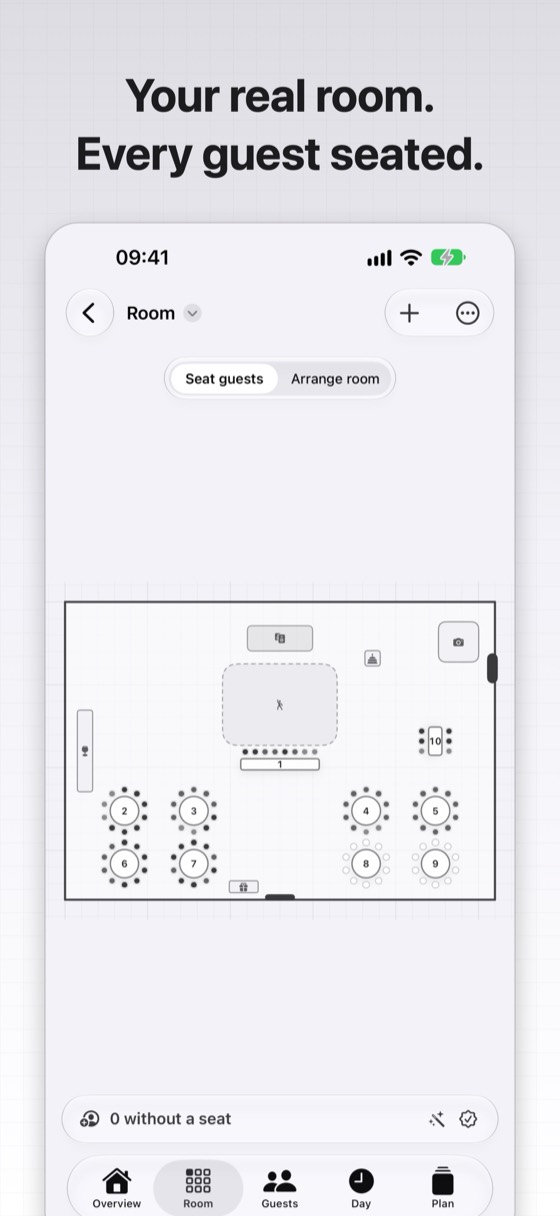 Your real room.
Every guest seated.
09:41
Room
Seat guests
Arrange room
10
1
2
3
4
5
6
7
8
9
0 without a seat
Overview
Room
Guests
Day
Plan